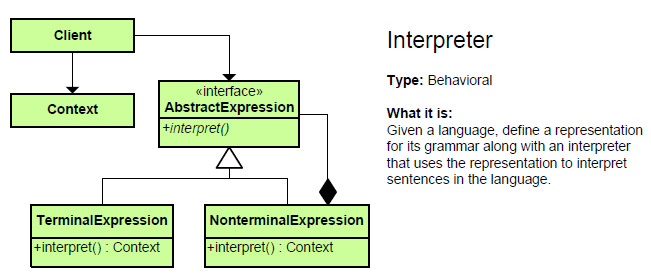 Client
Context
«interface»
AbstractExpression
+interpret()
TerminalExpression
+interpret() : Context
NonterminalExpression
+interpret() : Context
Interpreter
Type: Behavioral
What it is:
Given a language, define a representation
for its grammar along with an interpreter
that uses the representation to interpret
sentences in the language.